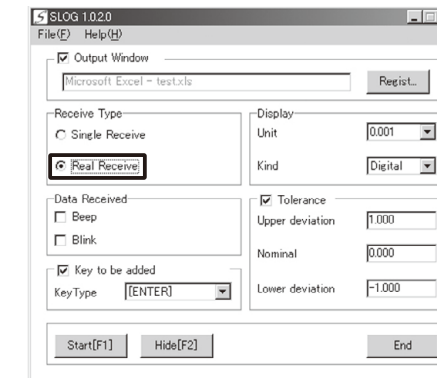 SLOG 1.0.2.0
File(F) Help(H)
Output Window
Microsoft Excel - test.xls
Regist...
Receive Type
Single Receive
Real Receive
Display
Unit 0.001
Kind Digital
Data Received
Beep
Blink
Tolerance
Upper deviation 1.000
Nominal 0.000
Lower deviation -1.000
Key to be added
KeyType [ENTER]
Start[F1] Hide[F2] End